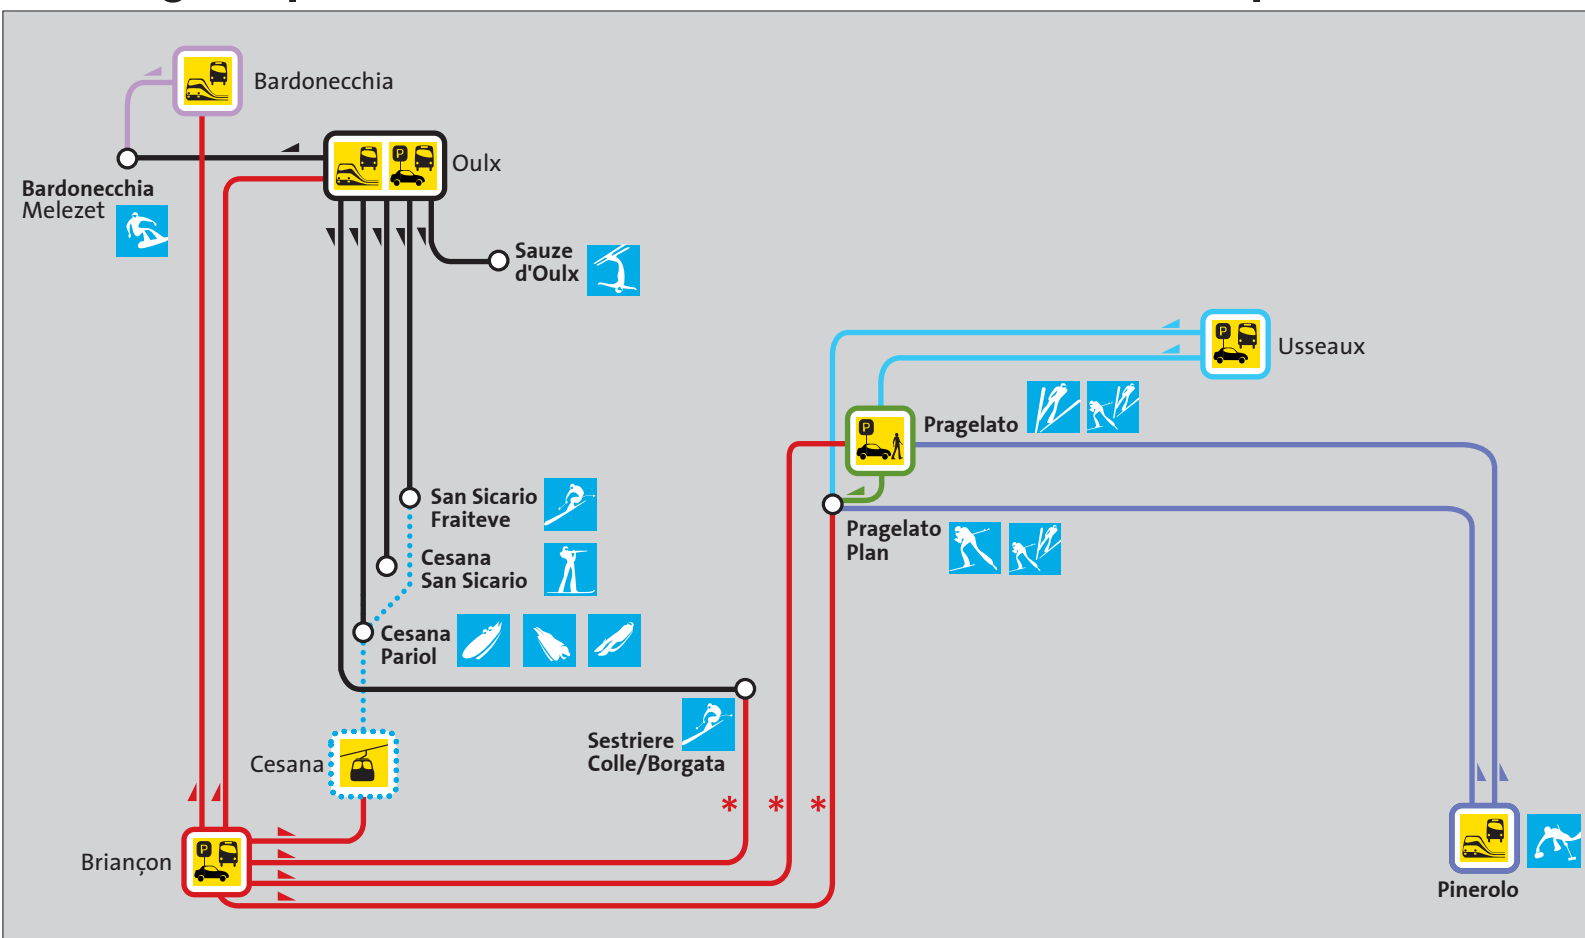 Bardonecchia
P
Oulx
Bardonecchia
Melezet
Sauze
d'Oulx
P
Usseaux
P
Pragelato
San Sicario
Fraiteve
Pragelato
Plan
Cesana
San Sicario
Cesana
Pariol
Sestriere
Colle/Borgata
Cesana
* * *
P
Briançon
Pinerolo